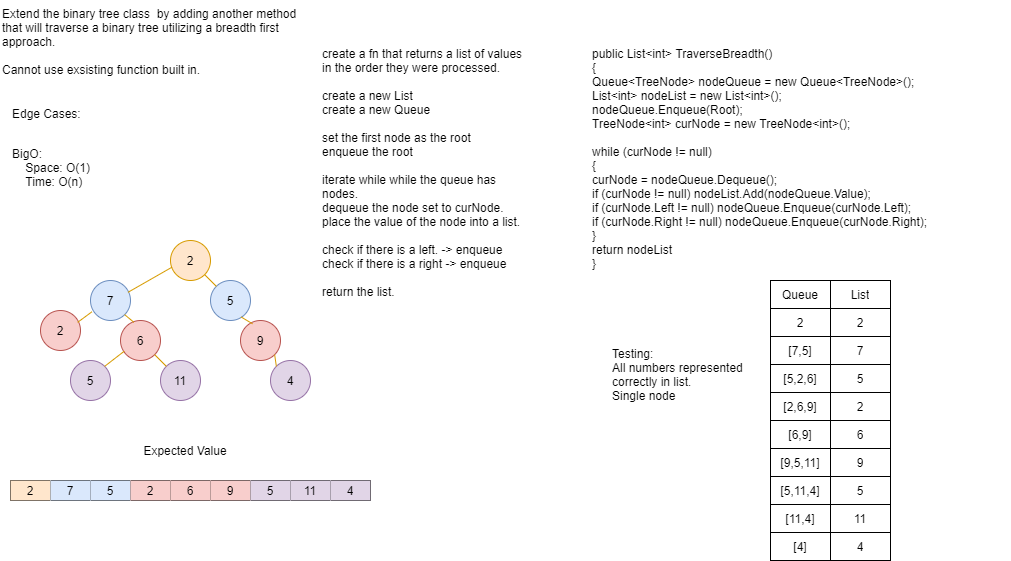 Extend the binary tree class  by adding another method
that will traverse a binary tree utilizing a breadth first
approach.
Cannot use exsisting function built in.
Edge Cases:
BigO:
Space: O(1)
Time: O(n)
create a fn that returns a list of values
in the order they were processed.
create a new List
create a new Queue
set the first node as the root
enqueue the root
iterate while while the queue has
nodes.
dequeue the node set to curNode.
place the value of the node into a list.
check if there is a left. -> enqueue
check if there is a right -> enqueue
return the list.
public List<int> TraverseBreadth()
{
Queue<TreeNode> nodeQueue = new Queue<TreeNode>();
List<int> nodeList = new List<int>();
nodeQueue.Enqueue(Root);
TreeNode<int> curNode = new TreeNode<int>();
while (curNode != null)
{
curNode = nodeQueue.Dequeue();
if (curNode != null) nodeList.Add(nodeQueue.Value);
if (curNode.Left != null) nodeQueue.Enqueue(curNode.Left);
if (curNode.Right != null) nodeQueue.Enqueue(curNode.Right);
}
return nodeList
}
2
7 5
2 6 9
5 11 4
Expected Value
2 7 5 2 6 9 5 11 4
Testing:
All numbers represented
correctly in list.
Single node
Queue List
2 2
[7,5] 7
[5,2,6] 5
[2,6,9] 2
[6,9] 6
[9,5,11] 9
[5,11,4] 5
[11,4] 11
[4] 4